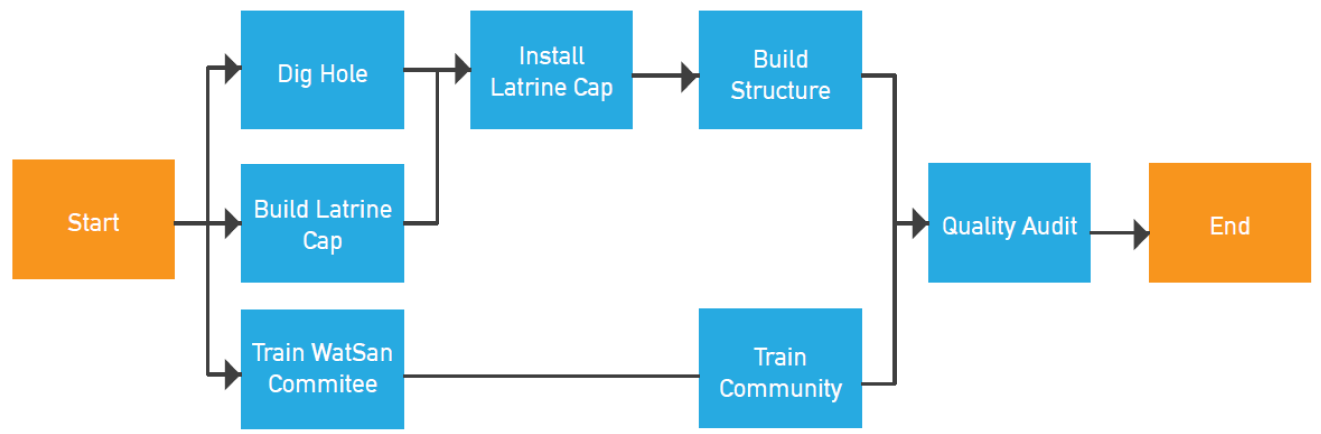 Start
Dig Hole
Build Latrine
Cap
Train WatSan
Commitee
Install
Latrine Cap
Build
Structure
Train
Community
Quality Audit
End